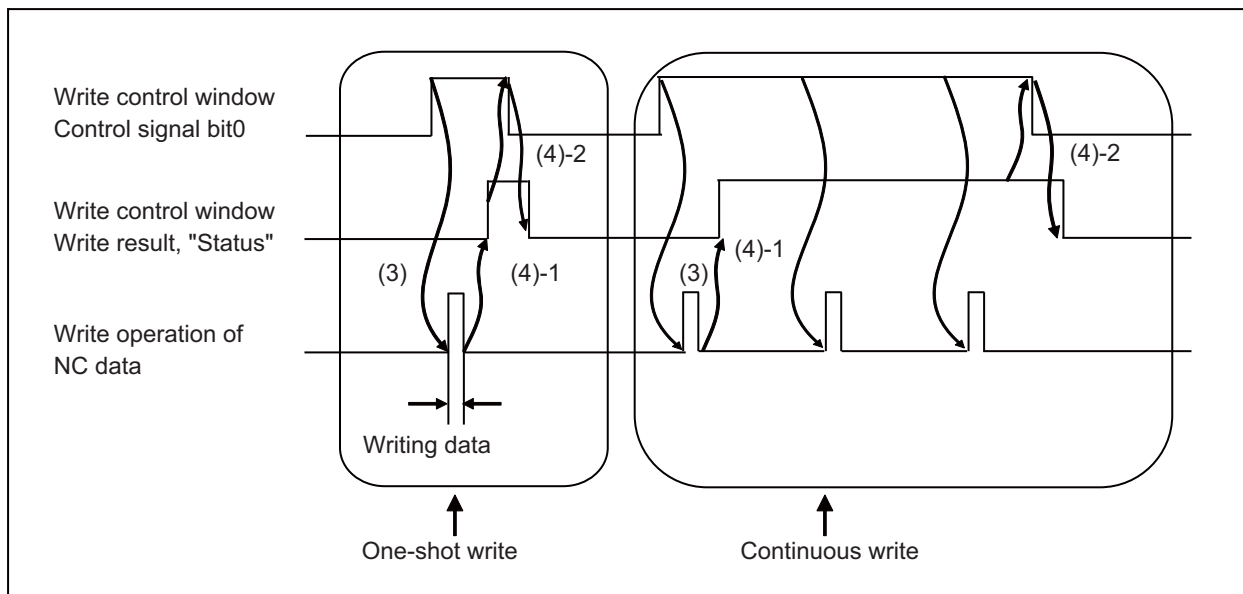 Write control window
Control signal bit0
(4)-2
(4)-2
Write control window
Write result, "Status"
(3)
(4)-1
(3)
(4)-1
Write operation of
NC data
Writing data
One-shot write
Continuous write